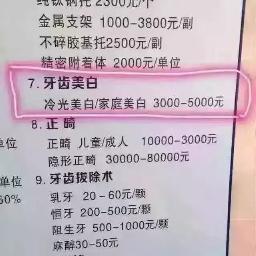 纯钛钢托 2300元/个
金属支架 1000-3800元/副
不碎胶基托2500元/副
精密附着体 2000元/单位
7. 牙齿美白
冷光美白/家庭美白 3000-5000元
8. 正畸
单位 正畸 儿童/成人 10000-3000元
隐形正畸 30000-80000元
单位 9. 牙齿拔除术
50% 乳牙 20-60元/颗
恒牙 200-500元/颗
阻生牙 500-1000元/颗
麻醉30-50元